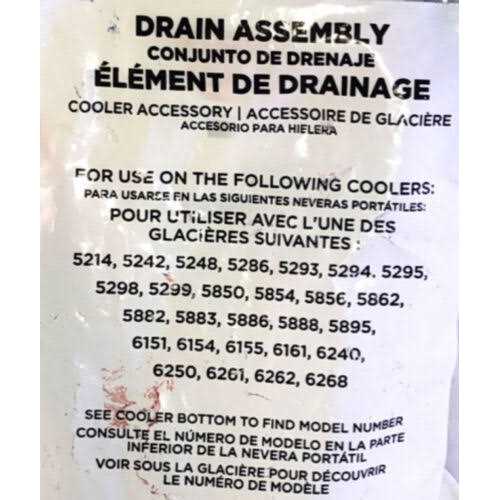 DRAIN ASSEMBLY
CONJUNTO DE DRENAJE
ÉLÉMENT DE DRAINAGE
COOLER ACCESSORY | ACCESSOIRE DE GLACIÈRE
ACCESORIO PARA HIELERA
FOR USE ON THE FOLLOWING COOLERS:
PARA USARSE EN LAS SIGUIENTES NEVERAS PORTÁTILES:
POUR UTILISER AVEC L'UNE DES
GLACIÈRES SUIVANTES :
5214, 5242, 5248, 5286, 5293, 5294, 5295,
5298, 5299, 5850, 5854, 5856, 5862,
5882, 5883, 5886, 5888, 5895,
6151, 6154, 6155, 6161, 6240,
6250, 6261, 6262, 6268
SEE COOLER BOTTOM TO FIND MODEL NUMBER
CONSULTE EL NÚMERO DE MODELO EN LA PARTE
INFERIOR DE LA NEVERA PORTÁTIL
VOIR SOUS LA GLACIÈRE POUR DÉCOUVRIR
LE NUMÉRO DE MODÈLE